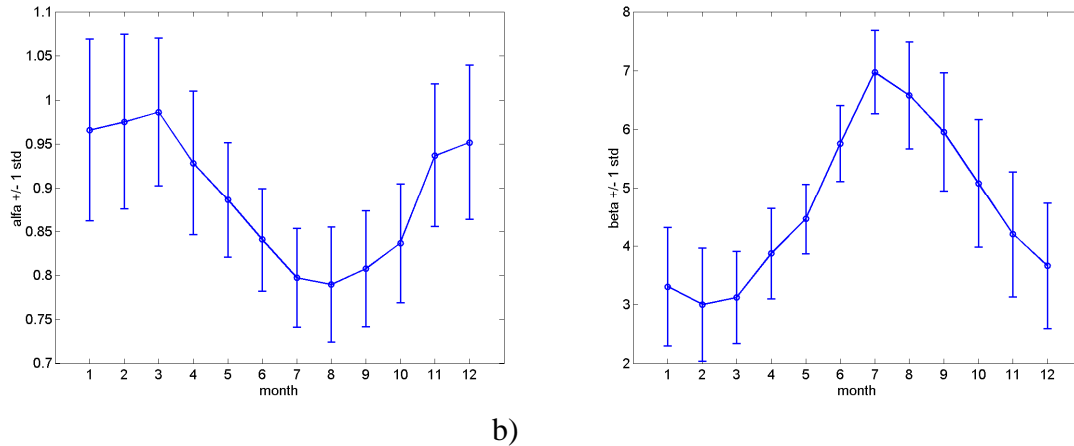 1.1
1.05
1
0.95
0.9
0.85
0.8
0.75
0.7
alfa +/- 1 std
1 2 3 4 5 6 7 8 9 10 11 12
month
8
7
6
5
4
3
2
beta +/- 1 std
1 2 3 4 5 6 7 8 9 10 11 12
month
b)